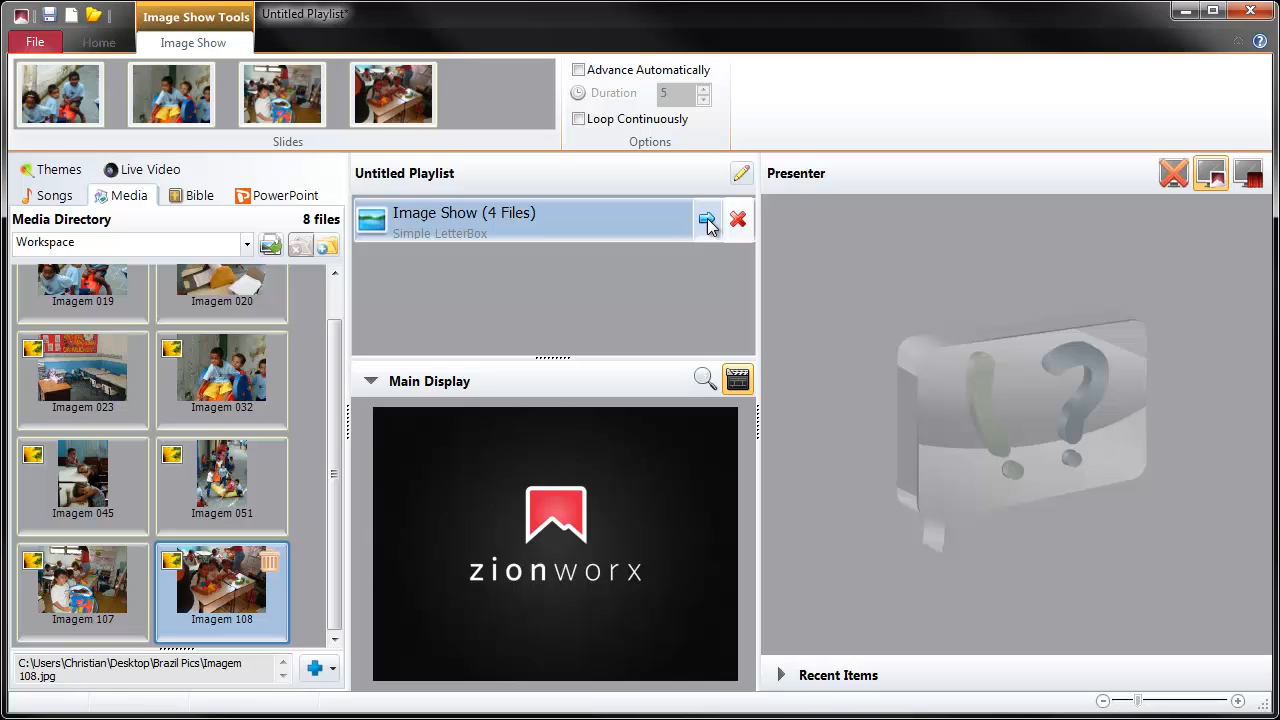 Image Show Tools
Untitled Playlist*
File
Home
Image Show
Advance Automatically
Duration
5
Loop Continuously
Slides
Options
Themes
Live Video
Songs
Media
Bible
PowerPoint
Media Directory
8 files
Workspace
Imagem 019
Imagem 020
Imagem 023
Imagem 032
Imagem 045
Imagem 051
Imagem 107
Imagem 108
C:\Users\Christian\Desktop\Brazil Pics\Imagem
108.jpg
Untitled Playlist
Image Show (4 Files)
Simple LetterBox
Main Display
zionworx
Presenter
!?
Recent Items